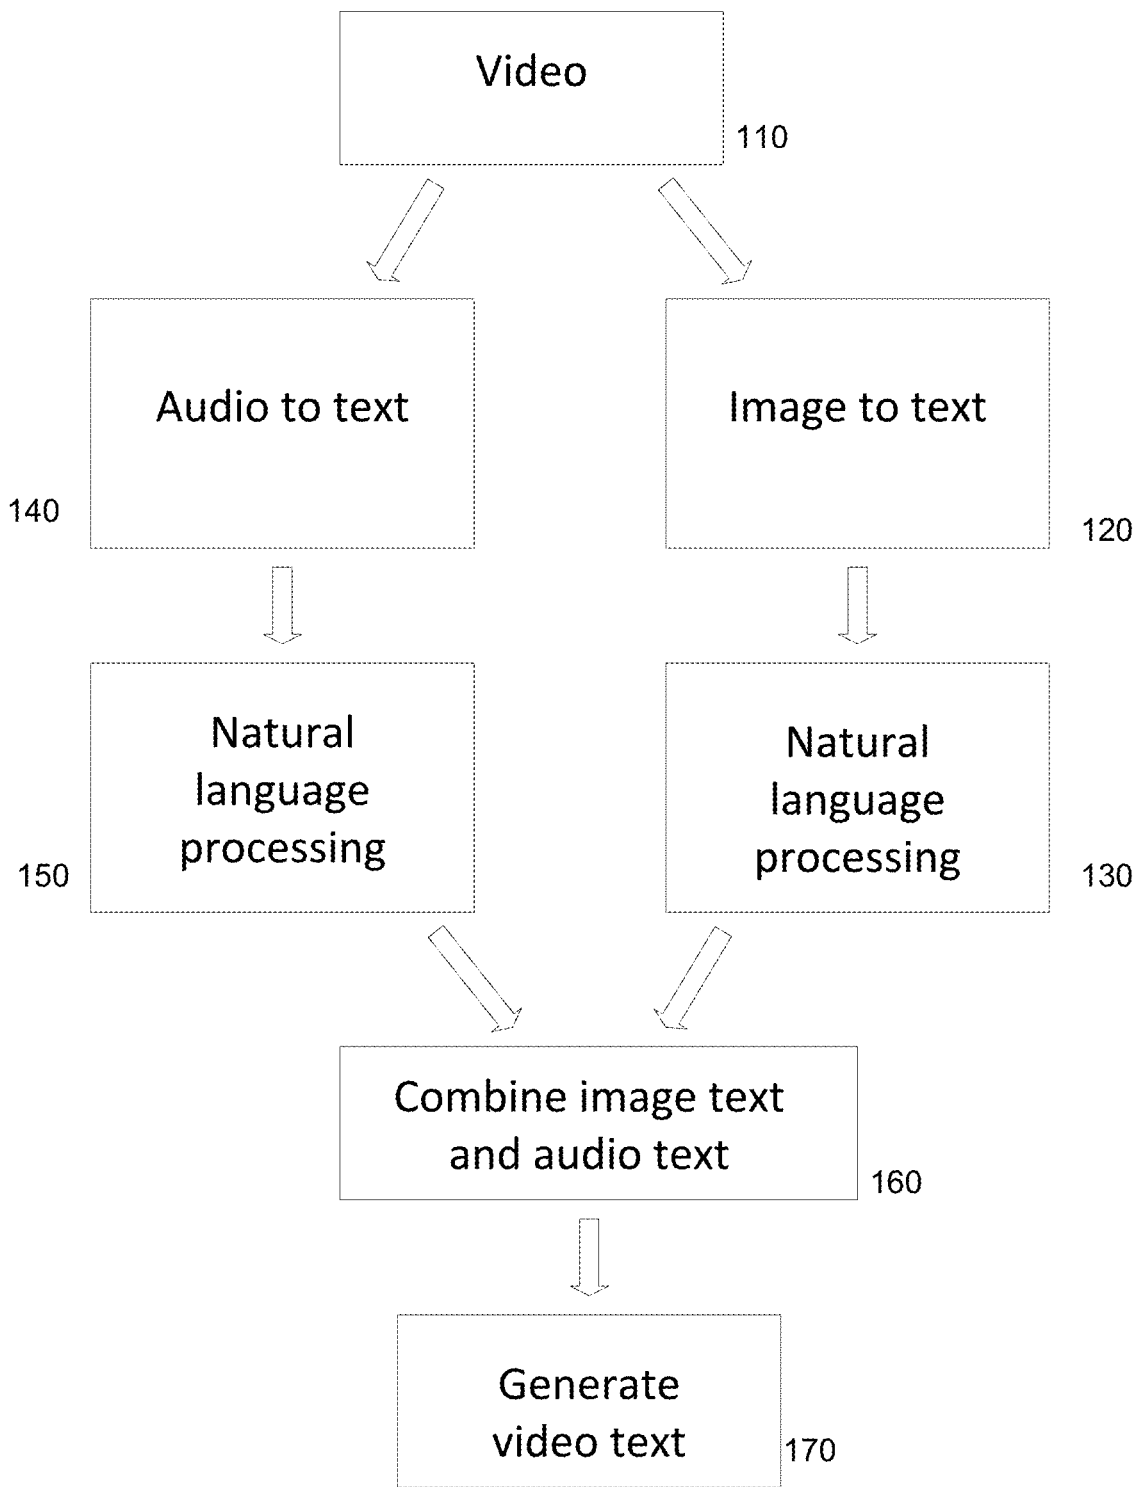 Video
110
Audio to text
140
Image to text
120
Natural
language
processing
150
Natural
language
processing
130
Combine image text
and audio text
160
Generate
video text
170